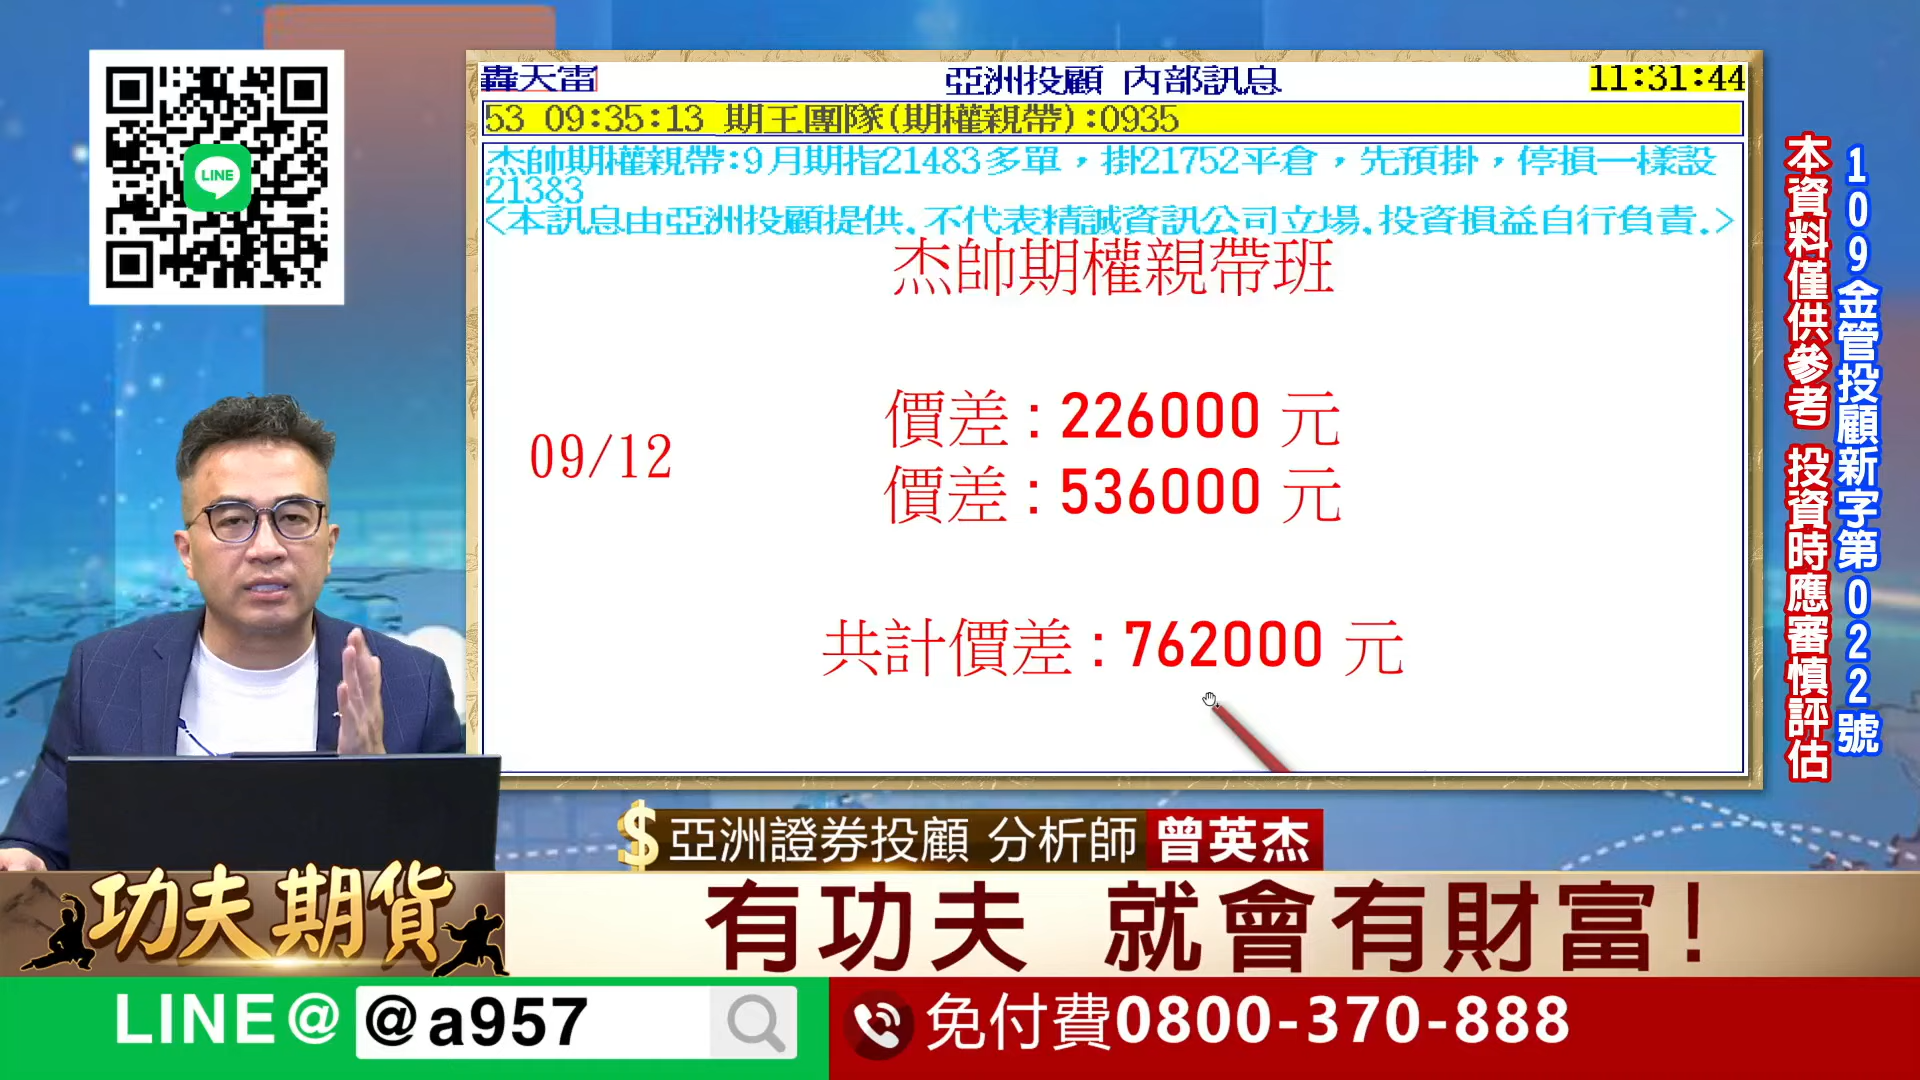 LINE
轟天雷
亞洲投顧 內部訊息
11:31:44
53 09:35:13 期王團隊(期權親帶):0935
杰帥期權親帶:9月期指21483多單，掛21752平倉，先預掛，停損一樣設
21383
<本訊息由亞洲投顧提供.不代表精誠資訊公司立場.投資損益自行負責.>
杰帥期權親帶班
09/12
價差:226000 元
價差:536000 元
共計價差:762000 元
109金管投顧新字第022號
本資料僅供參考 投資時應審慎評估
$亞洲證券投顧 分析師 曾英杰
功夫期貨
有功夫 就會有財富!
LINE@ @a957
免付費0800-370-888